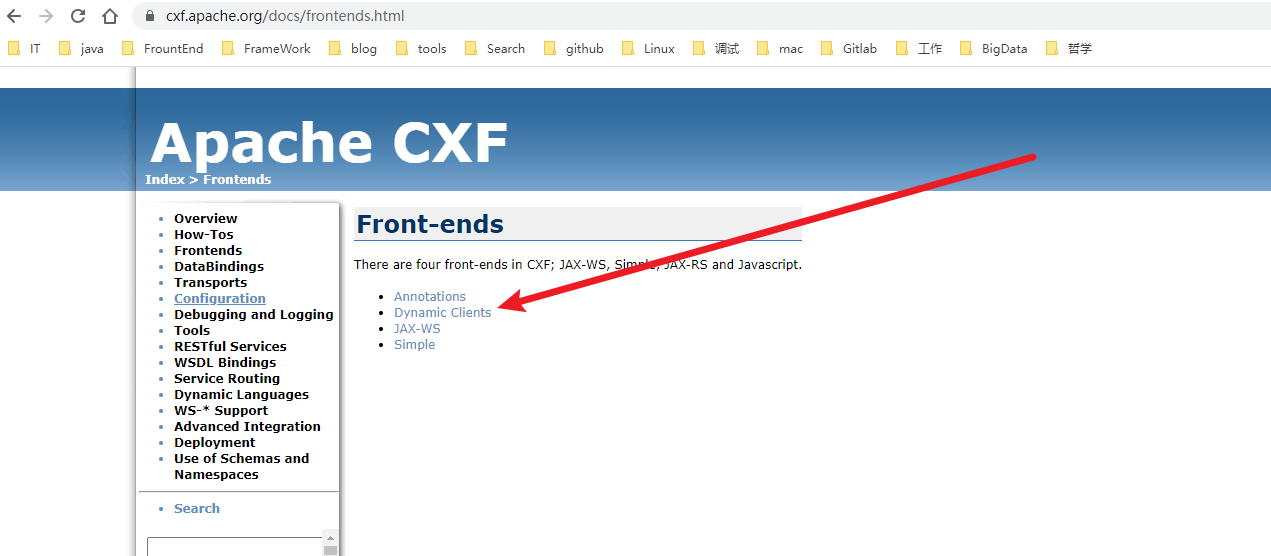 cxf.apache.org/docs/frontends.html
IT java FrountEnd FrameWork blog tools Search github Linux 调试 mac Gitlab 工作 BigData 哲学
Apache CXF
Index > Frontends
Overview
How-Tos
Frontends
DataBindings
Transports
Configuration
Debugging and Logging
Tools
RESTful Services
WSDL Bindings
Service Routing
Dynamic Languages
WS-* Support
Advanced Integration
Deployment
Use of Schemas and
Namespaces
Search
Front-ends
There are four front-ends in CXF; JAX-WS, Simple, JAX-RS and Javascript.
Annotations
Dynamic Clients
JAX-WS
Simple